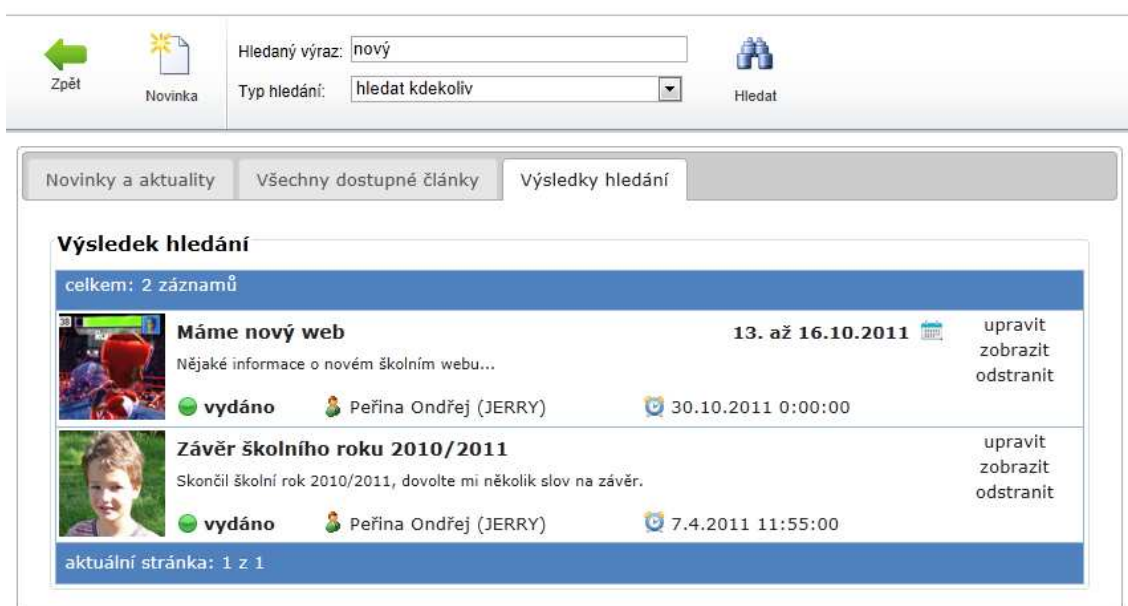 Zpět
Novinka
Hledaný výraz: nový
Typ hledání: hledat kdekoliv
Hledat
Novinky a aktuality Všechny dostupné články Výsledky hledání
Výsledek hledání
celkem: 2 záznamů
38
Máme nový web 13. až 16.10.2011 upravit
Nějaké informace o novém školním webu... zobrazit
odstranit
vydáno Peřina Ondřej (JERRY) 30.10.2011 0:00:00
Závěr školního roku 2010/2011 upravit
Skončil školní rok 2010/2011, dovolte mi několik slov na závěr. zobrazit
odstranit
vydáno Peřina Ondřej (JERRY) 7.4.2011 11:55:00
aktuální stránka: 1 z 1